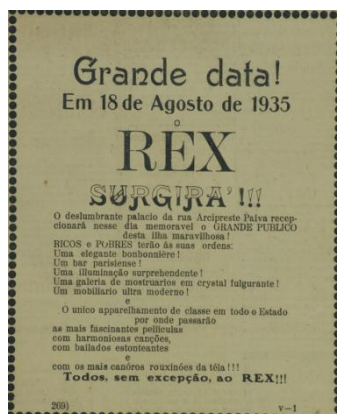 Grande data!
Em 18 de Agosto de 1935
o
REX
SURGIRA'!!!
O deslumbrante palacio da rua Arcipreste Paiva recep-
cionará nesse dia memoravel o GRANDE PUBLICO
desta ilha maravilhosa!
RICOS e POBRES terão ás suas ordens:
Uma elegante bonbonnière!
Um bar parisiense!
Uma illuminação surprehendente!
Uma galeria de mostruarios em crystal fulgurante!
Um mobiliario ultra moderno!
e
O unico apparelhamento de classe em todo o Estado
por onde passarão
as mais fascinantes pelliculas
com harmoniosas canções,
com bailados estonteantes
e
com os mais canóros rouxinóes da téla!!!
Todos, sem excepção, ao REX!!!
269)
v—1